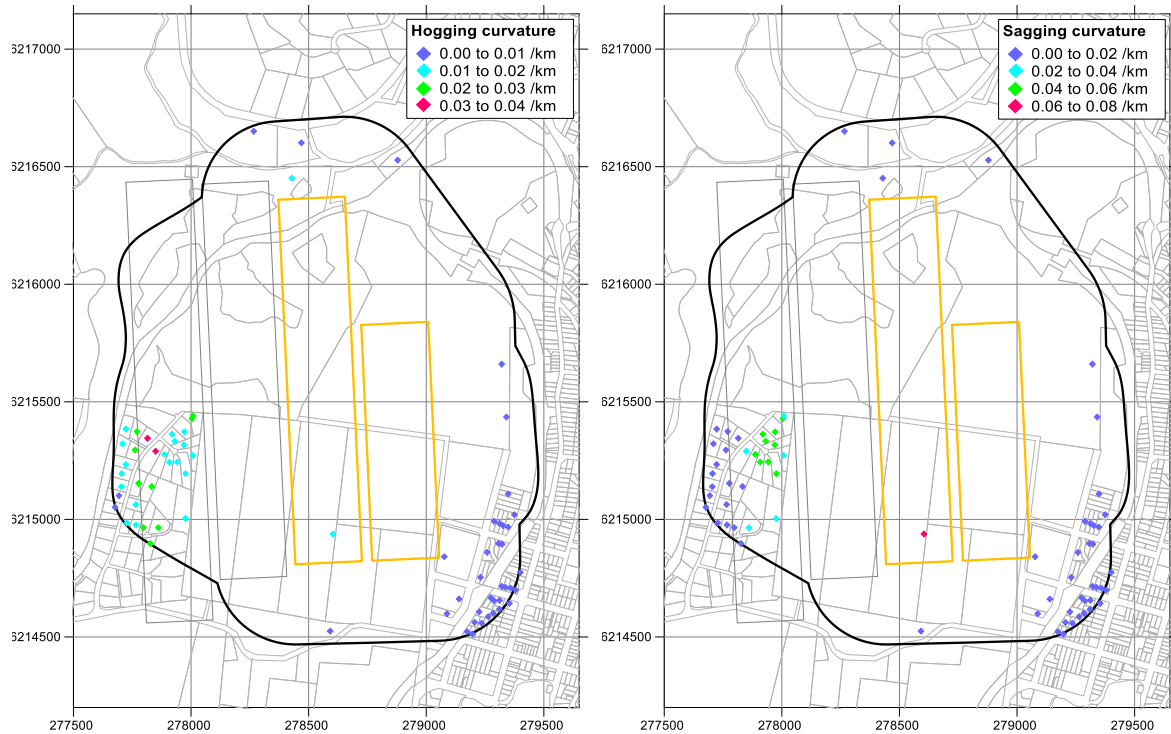 Hogging curvature
0.00 to 0.01 /km
0.01 to 0.02 /km
0.02 to 0.03 /km
0.03 to 0.04 /km
6217000
6216500
6216000
6215500
6215000
6214500
277500 278000 278500 279000 279500
Sagging curvature
0.00 to 0.02 /km
0.02 to 0.04 /km
0.04 to 0.06 /km
0.06 to 0.08 /km
6217000
6216500
6216000
6215500
6215000
6214500
277500 278000 278500 279000 279500